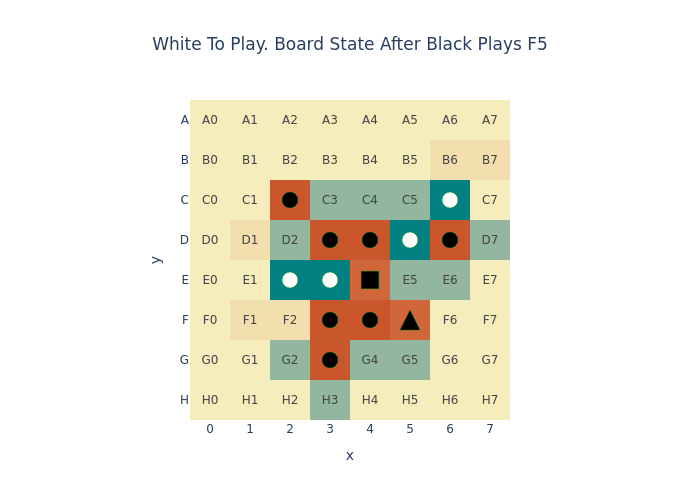 White To Play. Board State After Black Plays F5
A A0 A1 A2 A3 A4 A5 A6 A7
B B0 B1 B2 B3 B4 B5 B6 B7
C C0 C1 C3 C4 C5 C7
D D0 D1 D2 D7
E E0 E1 E5 E6 E7
F F0 F1 F2 F6 F7
G G0 G1 G2 G4 G5 G6 G7
H H0 H1 H2 H3 H4 H5 H6 H7
0 1 2 3 4 5 6 7
x
y